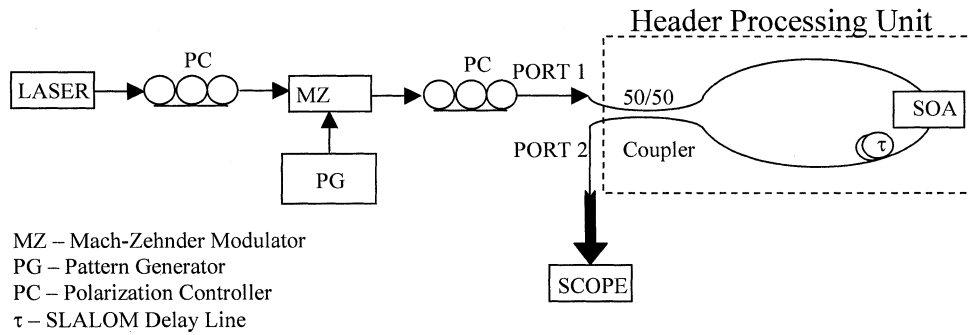 Header Processing Unit
PC
PC
PORT 1
LASER
MZ
50/50
SOA
τ
PORT 2
Coupler
PG
MZ – Mach-Zehnder Modulator
PG – Pattern Generator
PC – Polarization Controller
τ – SLALOM Delay Line
SCOPE